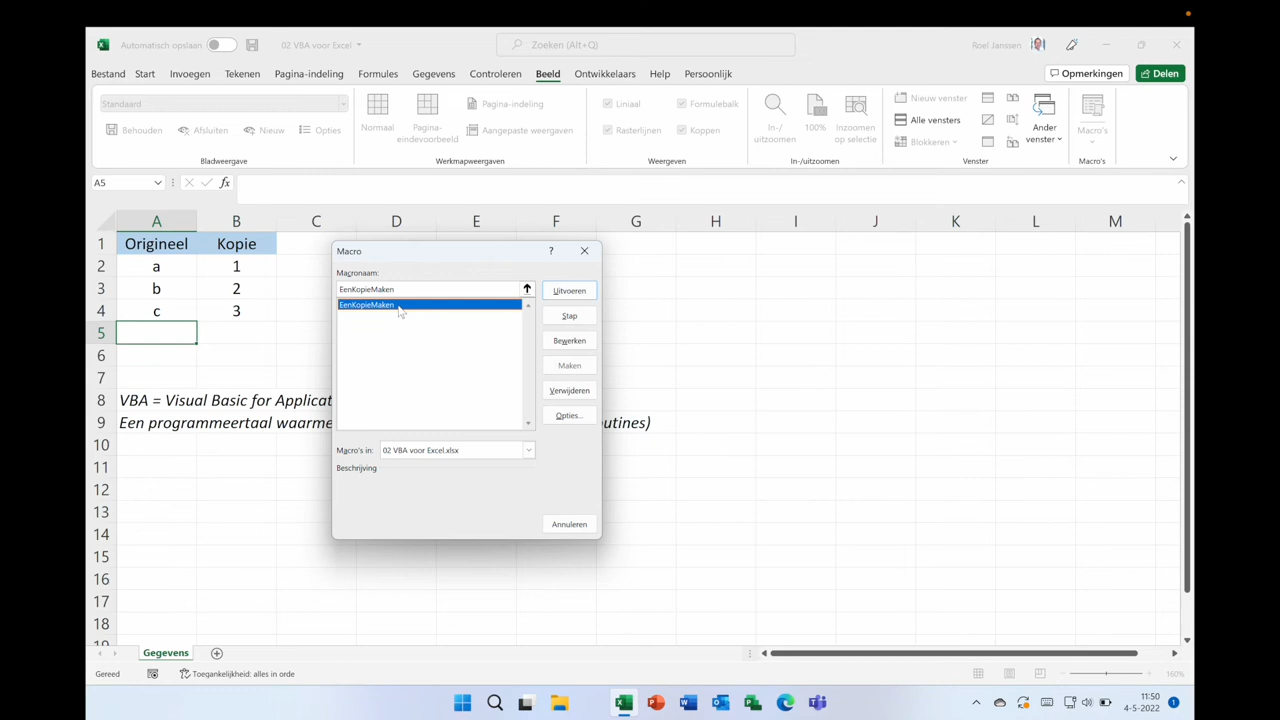 Automatisch opslaan
02 VBA voor Excel
Zoeken (Alt+Q)
Roel Janssen
Bestand Start Invoegen Tekenen Pagina-indeling Formules Gegevens Controleren Beeld Ontwikkelaars Help Persoonlijk
Opmerkingen
Delen
Standaard
Behouden Afsluiten Nieuw Opties
Bladweergave
Normaal
Pagina-
eindevoorbeeld
Pagina-indeling
Aangepaste weergaven
Werkmapweergaven
Liniaal
Formulebalk
Rasterlijnen
Koppen
Weergeven
In-/
uitzoomen
100%
Inzoomen
op selectie
In-/uitzoomen
Nieuw venster
Alle vensters
Blokkeren
Ander
venster
Venster
Macro's
Macro's
A5
fx
A B C D E F G H I J K L M
1 Origineel Kopie
2 a 1
3 b 2
4 c 3
5
6
7
8 VBA = Visual Basic for Applicat
9 Een programmeertaal waarme utines)
10
11
12
13
14
15
16
17
18
19
Macro
?
Macronaam:
EenKopieMaken
EenKopieMaken
Uitvoeren
Stap
Bewerken
Maken
Verwijderen
Opties...
Macro's in: 02 VBA voor Excel.xlsx
Beschrijving
Annuleren
Gegevens
Gereed
Toegankelijkheid: alles in orde
160%
11:50
4-5-2022
1